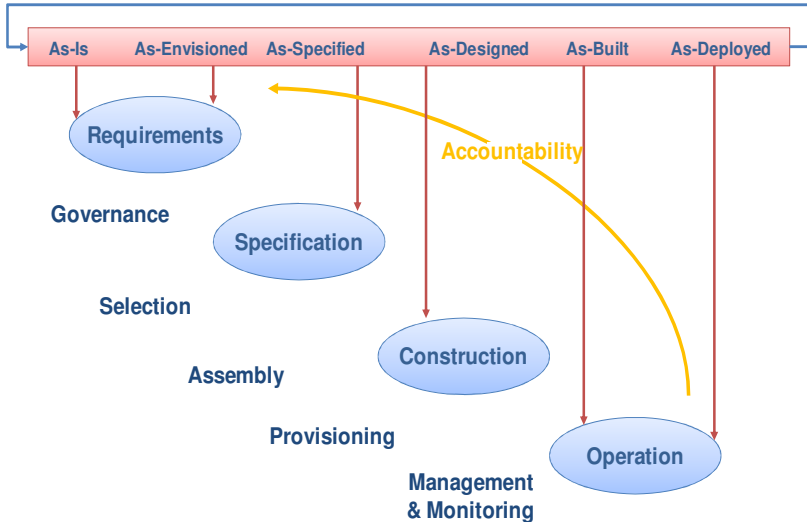 As-Is As-Envisioned As-Specified As-Designed As-Built As-Deployed
Requirements
Accountability
Governance
Specification
Selection
Construction
Assembly
Provisioning
Operation
Management
& Monitoring